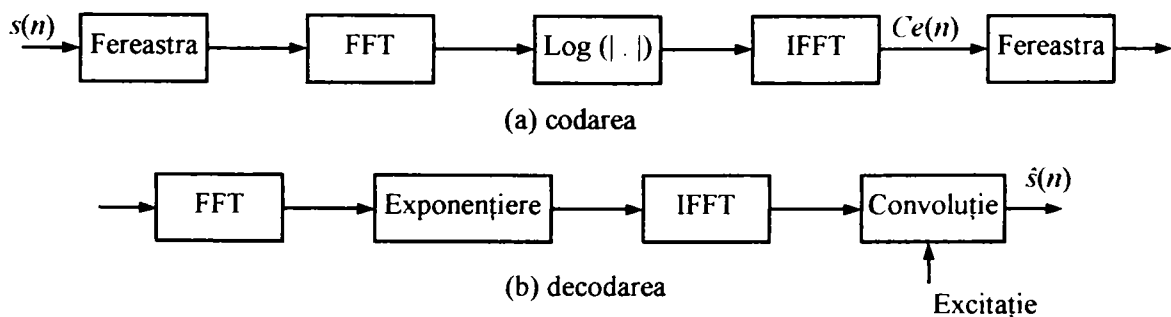 s(n)
Fereastra
FFT
Log (| . |)
IFFT
Ce(n)
Fereastra
(a) codarea
FFT
Exponențiere
IFFT
Convoluție
ŝ(n)
(b) decodarea
Excitație